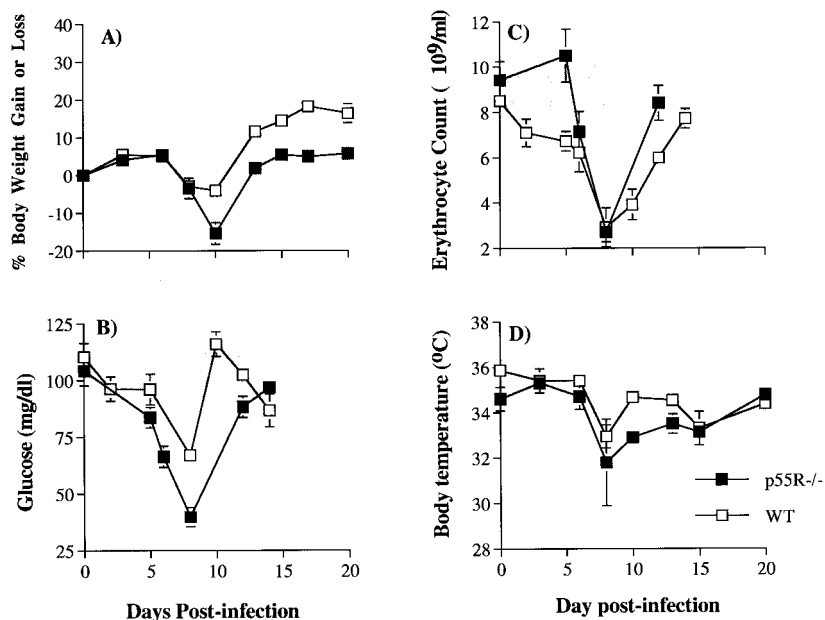 A)
% Body Weight Gain or Loss
40
30
20
10
0
-10
-20
B)
Glucose (mg/dl)
125
100
75
50
25
0
5
10
15
20
Days Post-infection
C)
Erythrocyte Count ( 10⁹/ml)
12
10
8
6
4
2
D)
Body temperature (⁰C)
38
36
34
32
30
28
p55R-/-
WT
0
5
10
15
20
Day post-infection